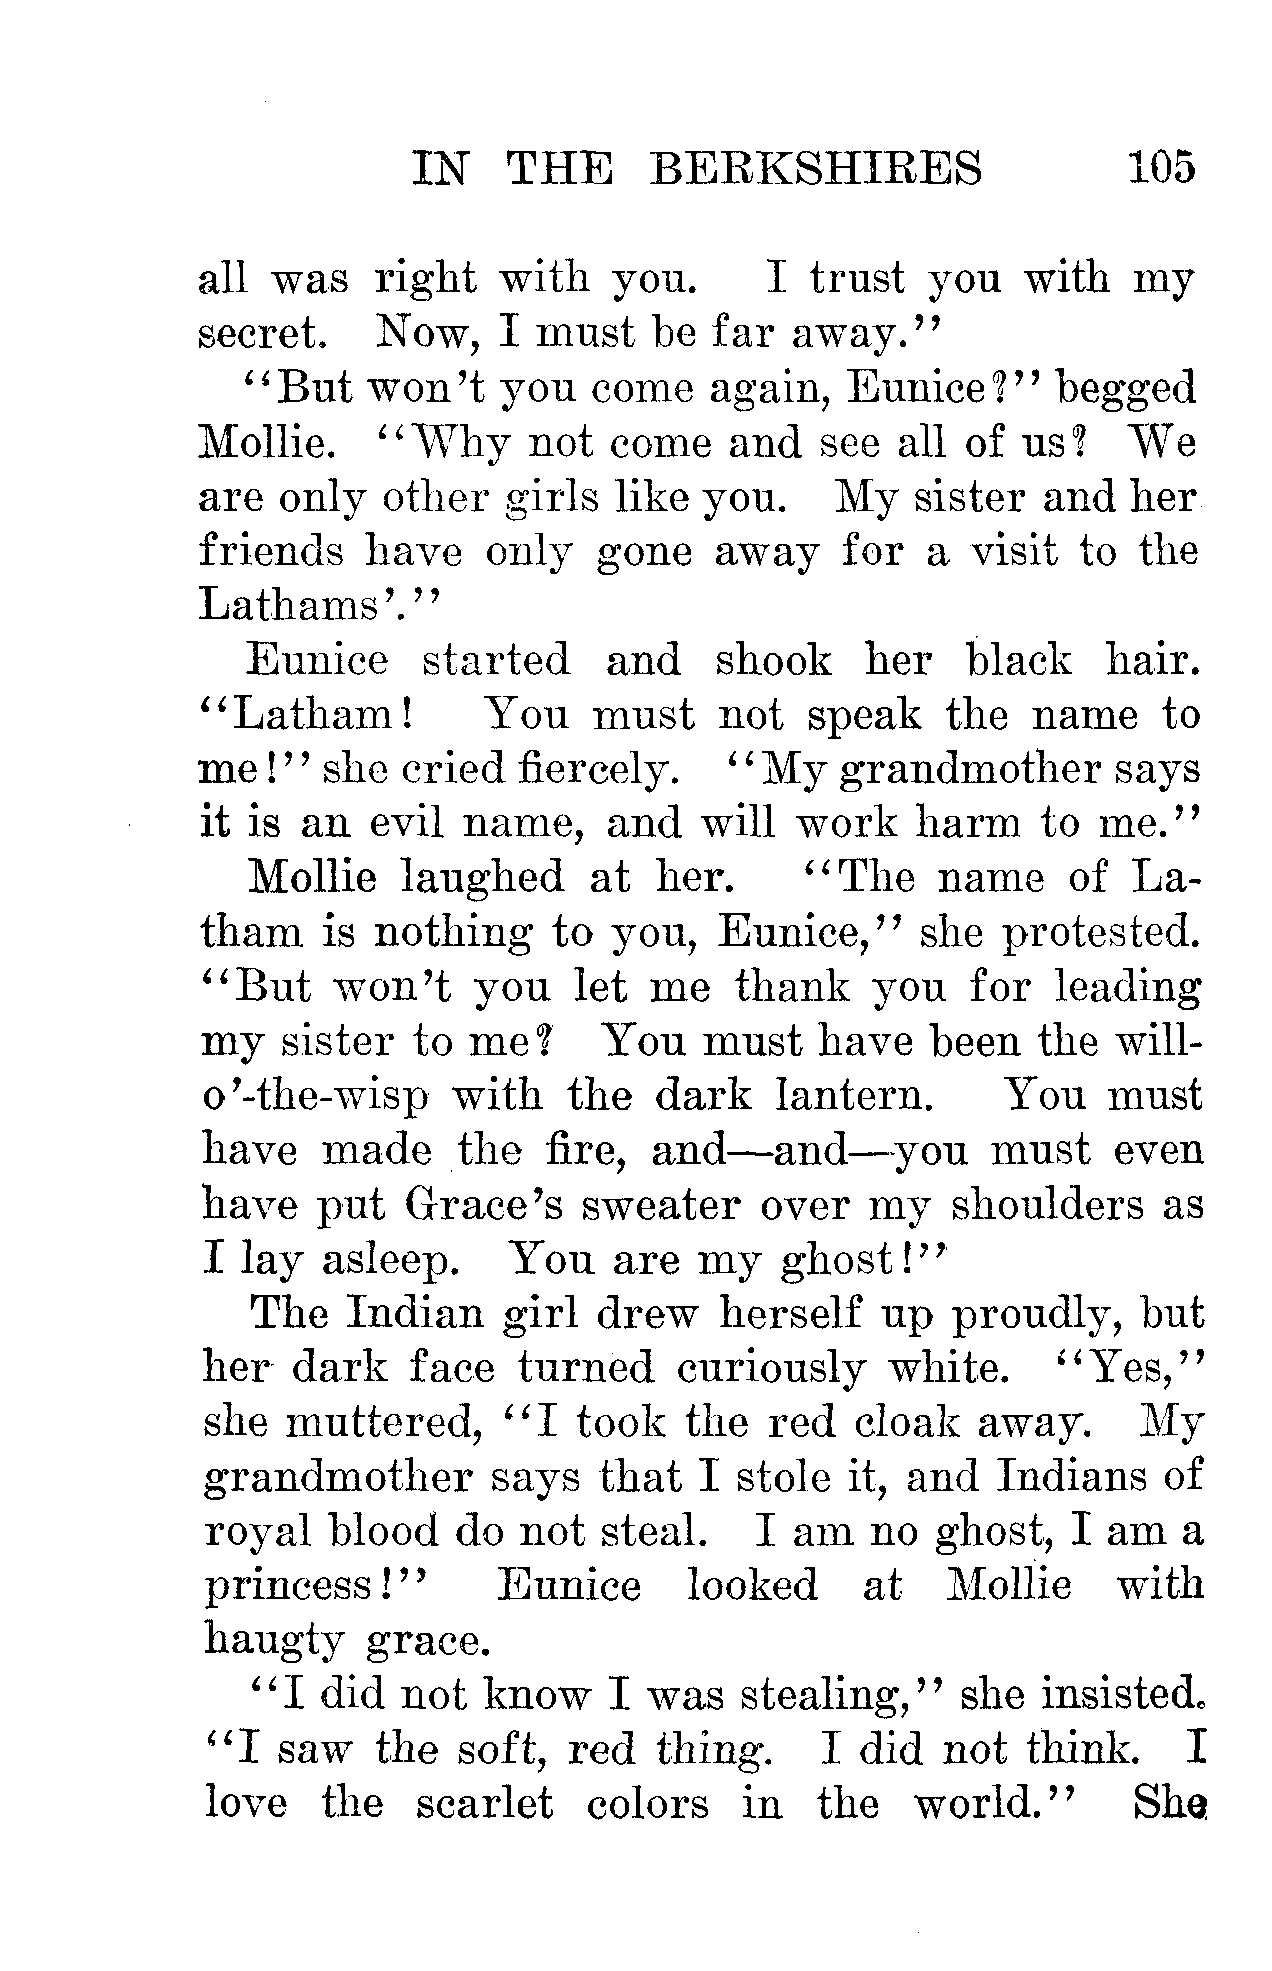 IN THE BERKSHIRES 105
all was right with you. I trust you with my
secret. Now, I must be far away."
"But won't you come again, Eunice?" begged
Mollie. "Why not come and see all of us? We
are only other girls like you. My sister and her
friends have only gone away for a visit to the
Lathams'."
Eunice started and shook her black hair.
"Latham! You must not speak the name to
me!" she cried fiercely. "My grandmother says
it is an evil name, and will work harm to me."
Mollie laughed at her. "The name of La-
tham is nothing to you, Eunice," she protested.
"But won't you let me thank you for leading
my sister to me? You must have been the will-
o'-the-wisp with the dark lantern. You must
have made the fire, and—and—you must even
have put Grace's sweater over my shoulders as
I lay asleep. You are my ghost!"
The Indian girl drew herself up proudly, but
her dark face turned curiously white. "Yes,"
she muttered, "I took the red cloak away. My
grandmother says that I stole it, and Indians of
royal blood do not steal. I am no ghost, I am a
princess!" Eunice looked at Mollie with
haugty grace.
"I did not know I was stealing," she insisted.
"I saw the soft, red thing. I did not think. I
love the scarlet colors in the world." She